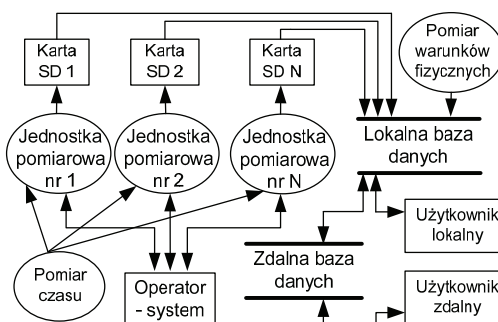 Karta
SD 1
Karta
SD 2
Karta
SD N
Pomiar
warunków
fizycznych
Jednostka
pomiarowa
nr 1
Jednostka
pomiarowa
nr 2
Jednostka
pomiarowa
nr N
Lokalna baza
danych
Użytkownik
lokalny
Pomiar
czasu
Operator
- system
Zdalna baza
danych
Użytkownik
zdalny